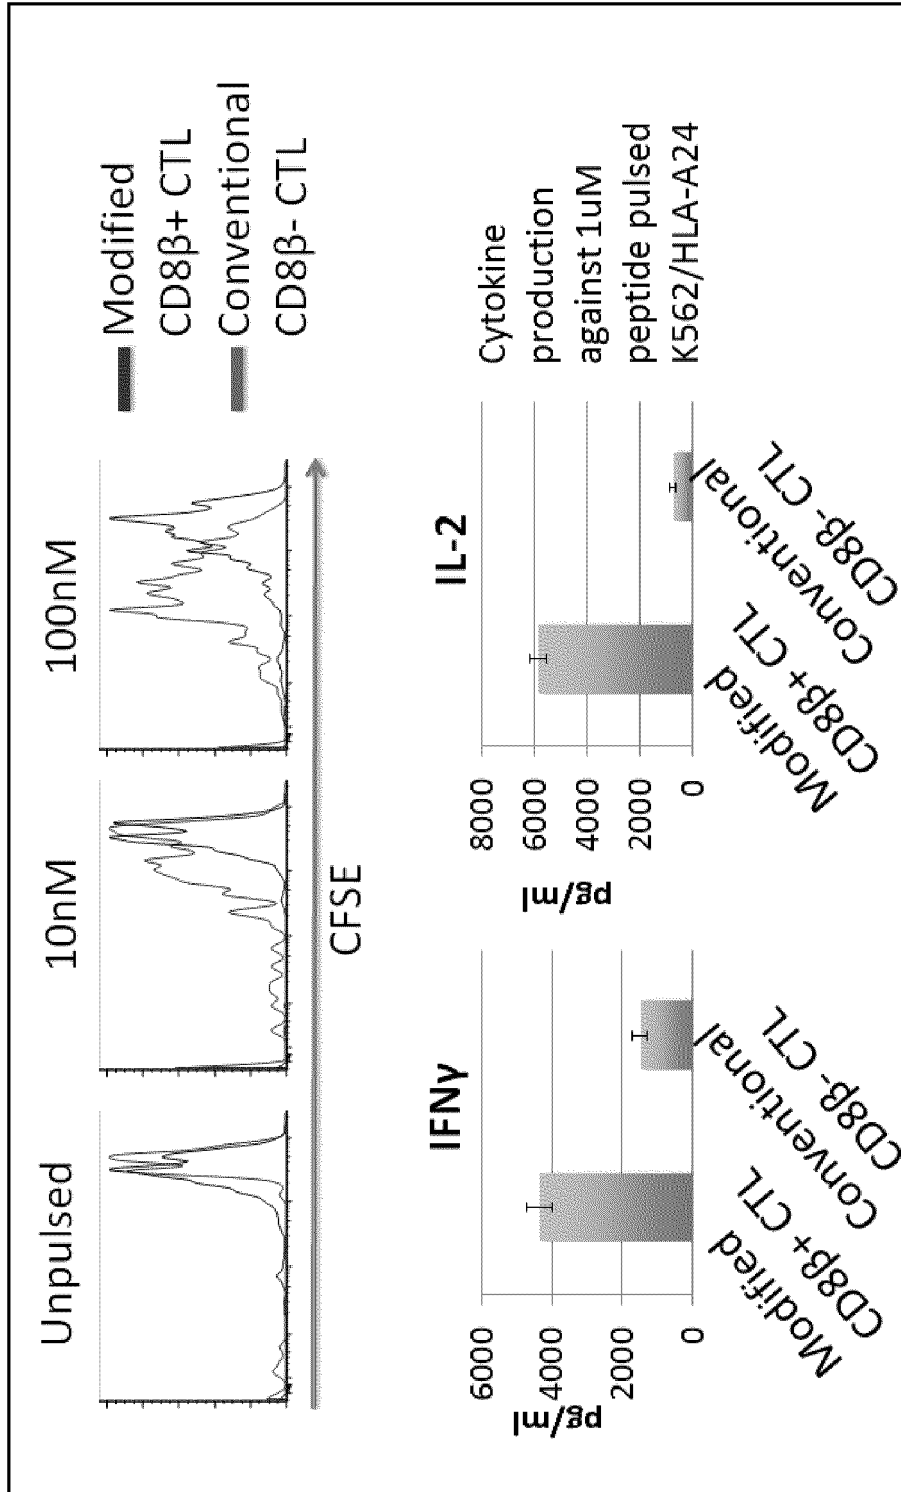 Unpulsed
10nM
100nM
Modified
CD8β+ CTL
Conventional
CD8β- CTL
CFSE
IFNγ
pg/ml
6000
4000
2000
0
Modified
CD8β+ CTL
Conventional
CD8β- CTL
IL-2
pg/ml
8000
6000
4000
2000
0
Modified
CD8β+ CTL
Conventional
CD8β- CTL
Cytokine
production
against 1uM
peptide pulsed
K562/HLA-A24